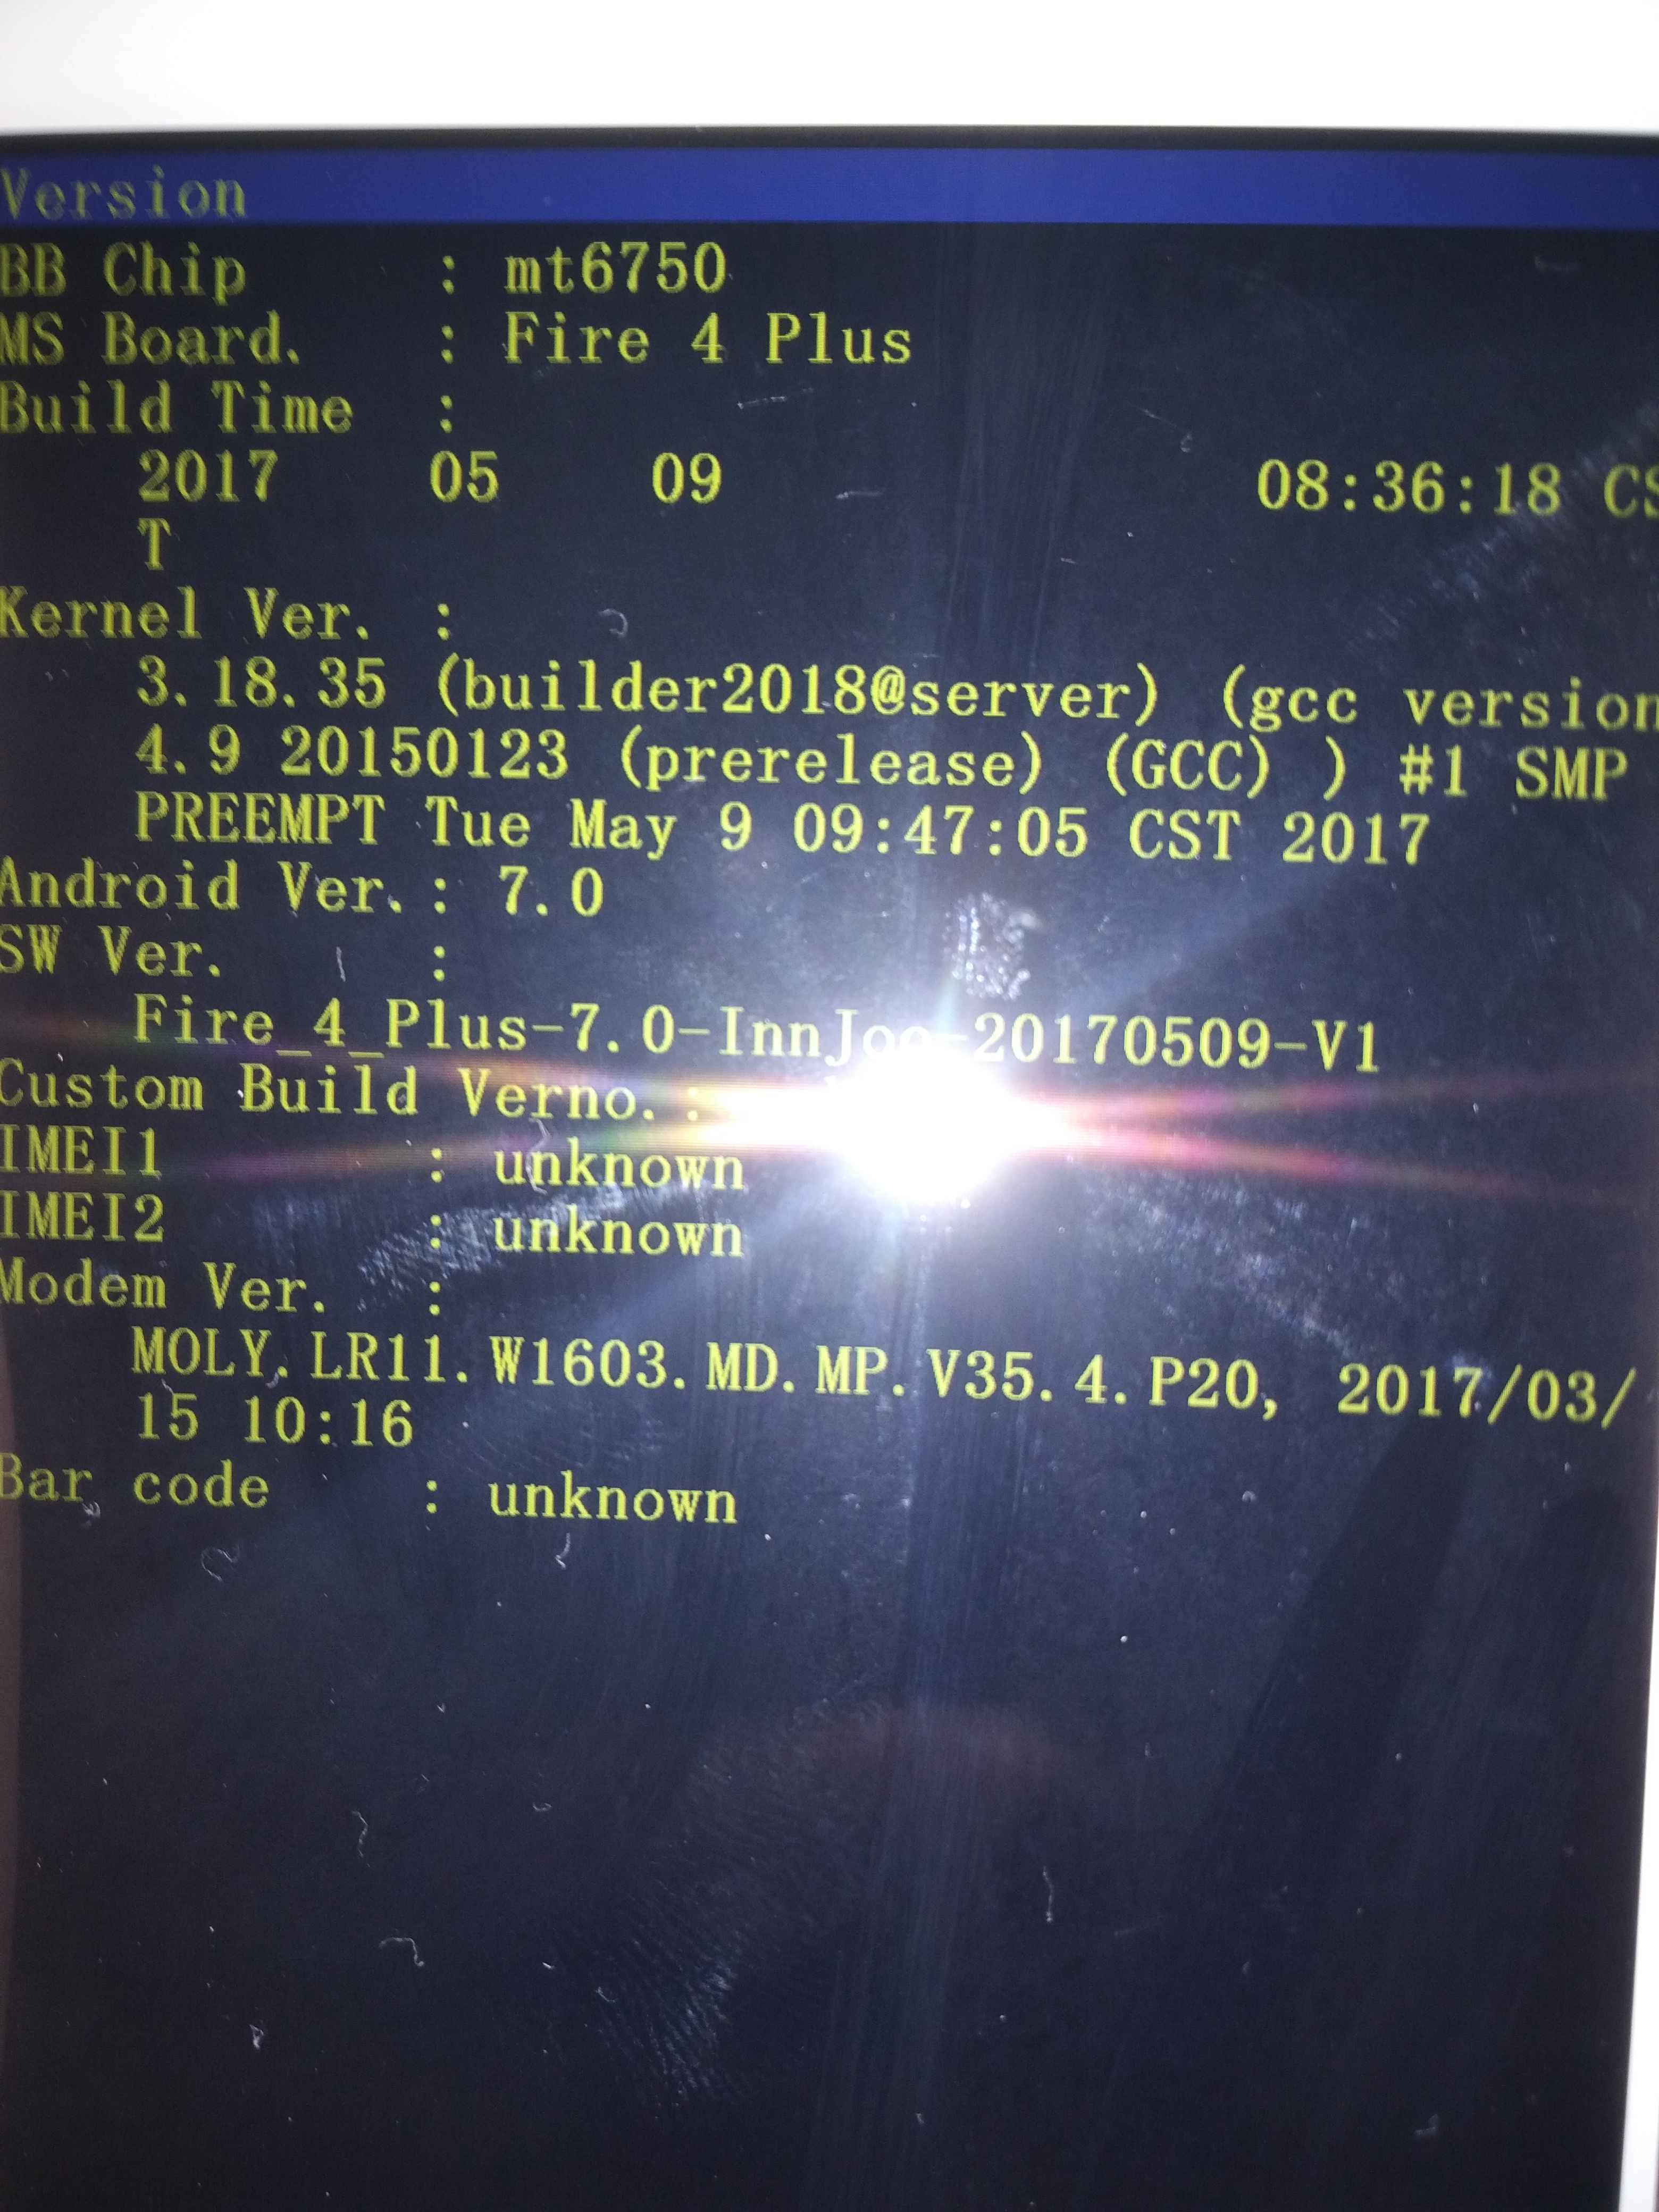 Version
BB Chip : mt6750
MS Board. : Fire 4 Plus
Build Time :
2017 05 09 08:36:18 CS
T
Kernel Ver. :
3.18.35 (builder2018@server) (gcc version
4.9 20150123 (prerelease) (GCC) ) #1 SMP
PREEMPT Tue May 9 09:47:05 CST 2017
Android Ver. : 7.0
SW Ver. :
Fire_4_Plus-7.0-InnJoo-20170509-V1
Custom Build Verno. :
IMEI1 : unknown
IMEI2 : unknown
Modem Ver. :
MOLY.LR11.W1603.MD.MP.V35.4.P20, 2017/03/
15 10:16
Bar code : unknown